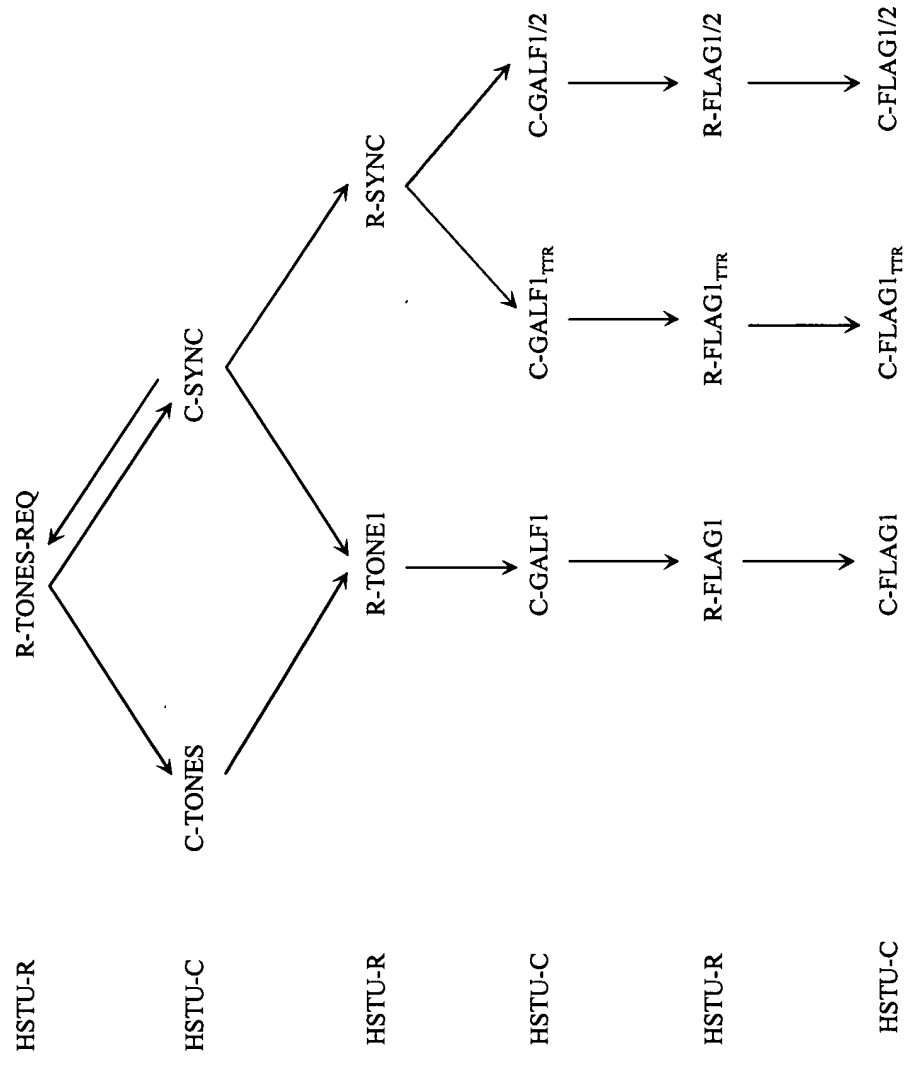 HSTU-R R-TONES-REQ
HSTU-C C-TONES C-SYNC
HSTU-R R-TONE1 R-SYNC
HSTU-C C-GALF1 C-GALF1TTR C-GALF1/2
HSTU-R R-FLAG1 R-FLAG1TTR R-FLAG1/2
HSTU-C C-FLAG1 C-FLAG1TTR C-FLAG1/2